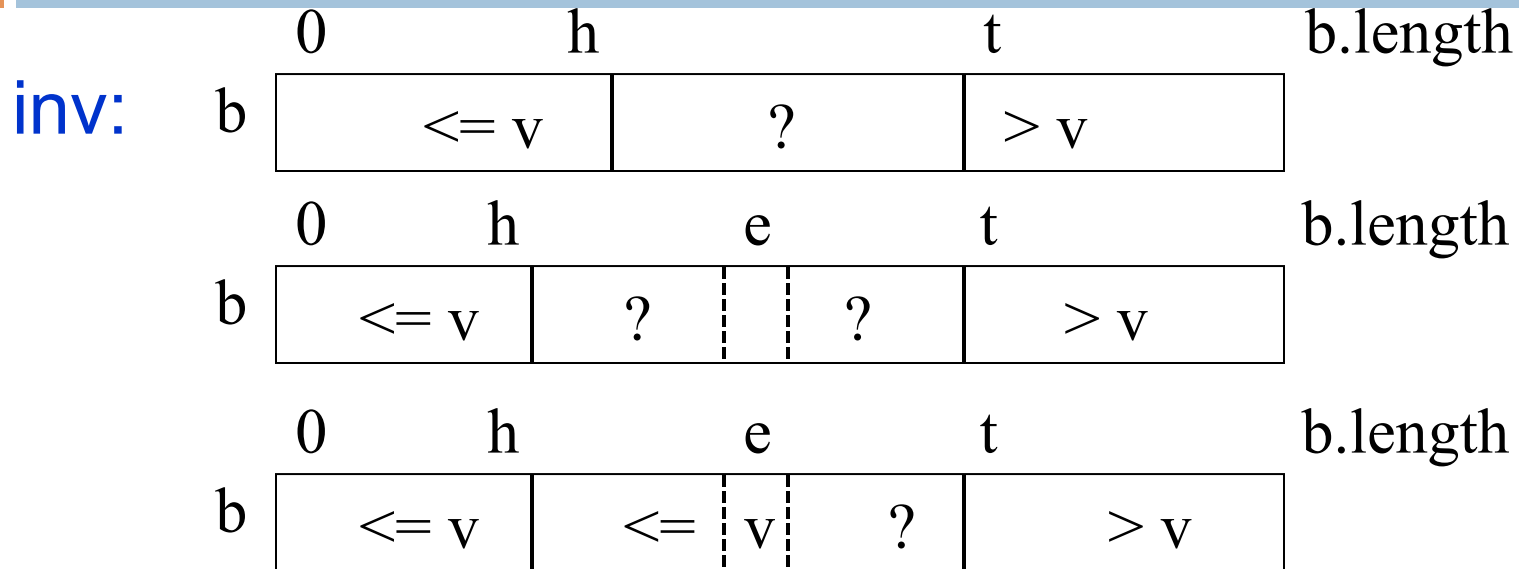 0 h t b.length
inv: b <= v ? > v
0 h e t b.length
b <= v ? ? > v
0 h e t b.length
b <= v <= v ? > v